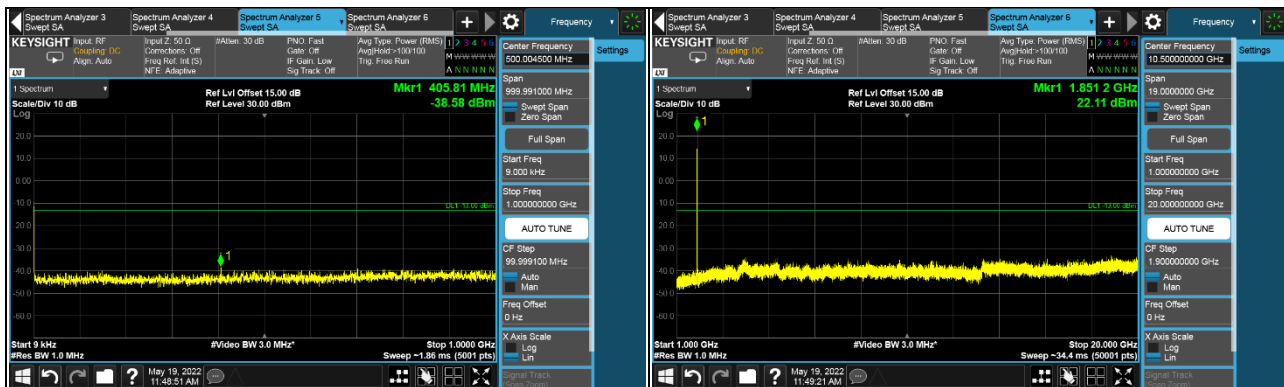 Spectrum Analyzer 3
Swept SA
Spectrum Analyzer 4
Swept SA
Spectrum Analyzer 5
Swept SA
Spectrum Analyzer 6
Swept SA
Frequency
KEYSIGHT
Input: RF
Coupling: DC
Align: Auto
Input Z: 50 Ω
Corrections: Off
Freq Ref: Int (S)
NFE: Adaptive
#Atten: 30 dB
PNO: Fast
Gate: Off
IF Gain: Low
Sig Track: Off
Avg Type: Power (RMS)
Avg|Hold:>100/100
Trig: Free Run
1 2 3 4 5 6
M W W W W W
A N N N N N
LXI
1 Spectrum
Scale/Div 10 dB
Log
Ref Lvl Offset 15.00 dB
Ref Level 30.00 dBm
Mkr1 405.81 MHz
-38.58 dBm
20.0
10.0
0.00
-10.0
-20.0
-30.0
-40.0
-50.0
-60.0
DL1 -13.00 dBm
1
Start 9 kHz
#Res BW 1.0 MHz
#Video BW 3.0 MHz*
Stop 1.0000 GHz
Sweep ~1.86 ms (5001 pts)
May 19, 2022
11:48:51 AM
Center Frequency
500.004500 MHz
Span
999.991000 MHz
Swept Span
Zero Span
Full Span
Start Freq
9.000 kHz
Stop Freq
1.000000000 GHz
AUTO TUNE
CF Step
99.999100 MHz
Auto
Man
Freq Offset
0 Hz
X Axis Scale
Log
Lin
Signal Track
(Span Zoom)
Settings
Spectrum Analyzer 3
Swept SA
Spectrum Analyzer 4
Swept SA
Spectrum Analyzer 5
Swept SA
Spectrum Analyzer 6
Swept SA
Frequency
KEYSIGHT
Input: RF
Coupling: DC
Align: Auto
Input Z: 50 Ω
Corrections: Off
Freq Ref: Int (S)
NFE: Adaptive
#Atten: 30 dB
PNO: Fast
Gate: Off
IF Gain: Low
Sig Track: Off
Avg Type: Power (RMS)
Avg|Hold:>100/100
Trig: Free Run
1 2 3 4 5 6
M W W W W W
A N N N N N
LXI
1 Spectrum
Scale/Div 10 dB
Log
Ref Lvl Offset 15.00 dB
Ref Level 30.00 dBm
Mkr1 1.851 2 GHz
22.11 dBm
1
20.0
10.0
0.00
-10.0
-20.0
-30.0
-40.0
-50.0
-60.0
DL1 -13.00 dBm
Start 1.000 GHz
#Res BW 1.0 MHz
#Video BW 3.0 MHz*
Stop 20.000 GHz
Sweep ~34.4 ms (50001 pts)
May 19, 2022
11:49:21 AM
Center Frequency
10.500000000 GHz
Span
19.0000000 GHz
Swept Span
Zero Span
Full Span
Start Freq
1.000000000 GHz
Stop Freq
20.000000000 GHz
AUTO TUNE
CF Step
1.900000000 GHz
Auto
Man
Freq Offset
0 Hz
X Axis Scale
Log
Lin
Signal Track
(Span Zoom)
Settings